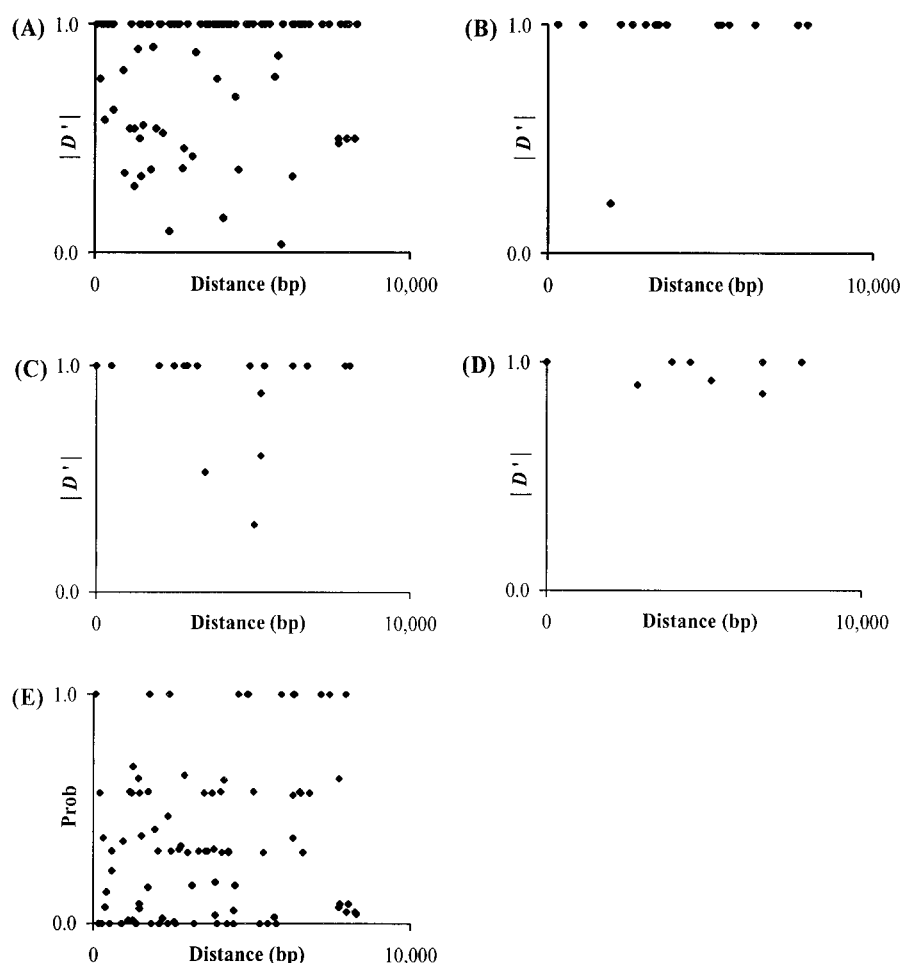 (A)
1.0
| D ' |
0.0
0
Distance (bp)
10,000
(B)
1.0
| D ' |
0.0
0
Distance (bp)
10,000
(C)
1.0
| D ' |
0.0
0
Distance (bp)
10,000
(D)
1.0
| D ' |
0.0
0
Distance (bp)
10,000
(E)
1.0
Prob
0.0
0
Distance (bp)
10,000